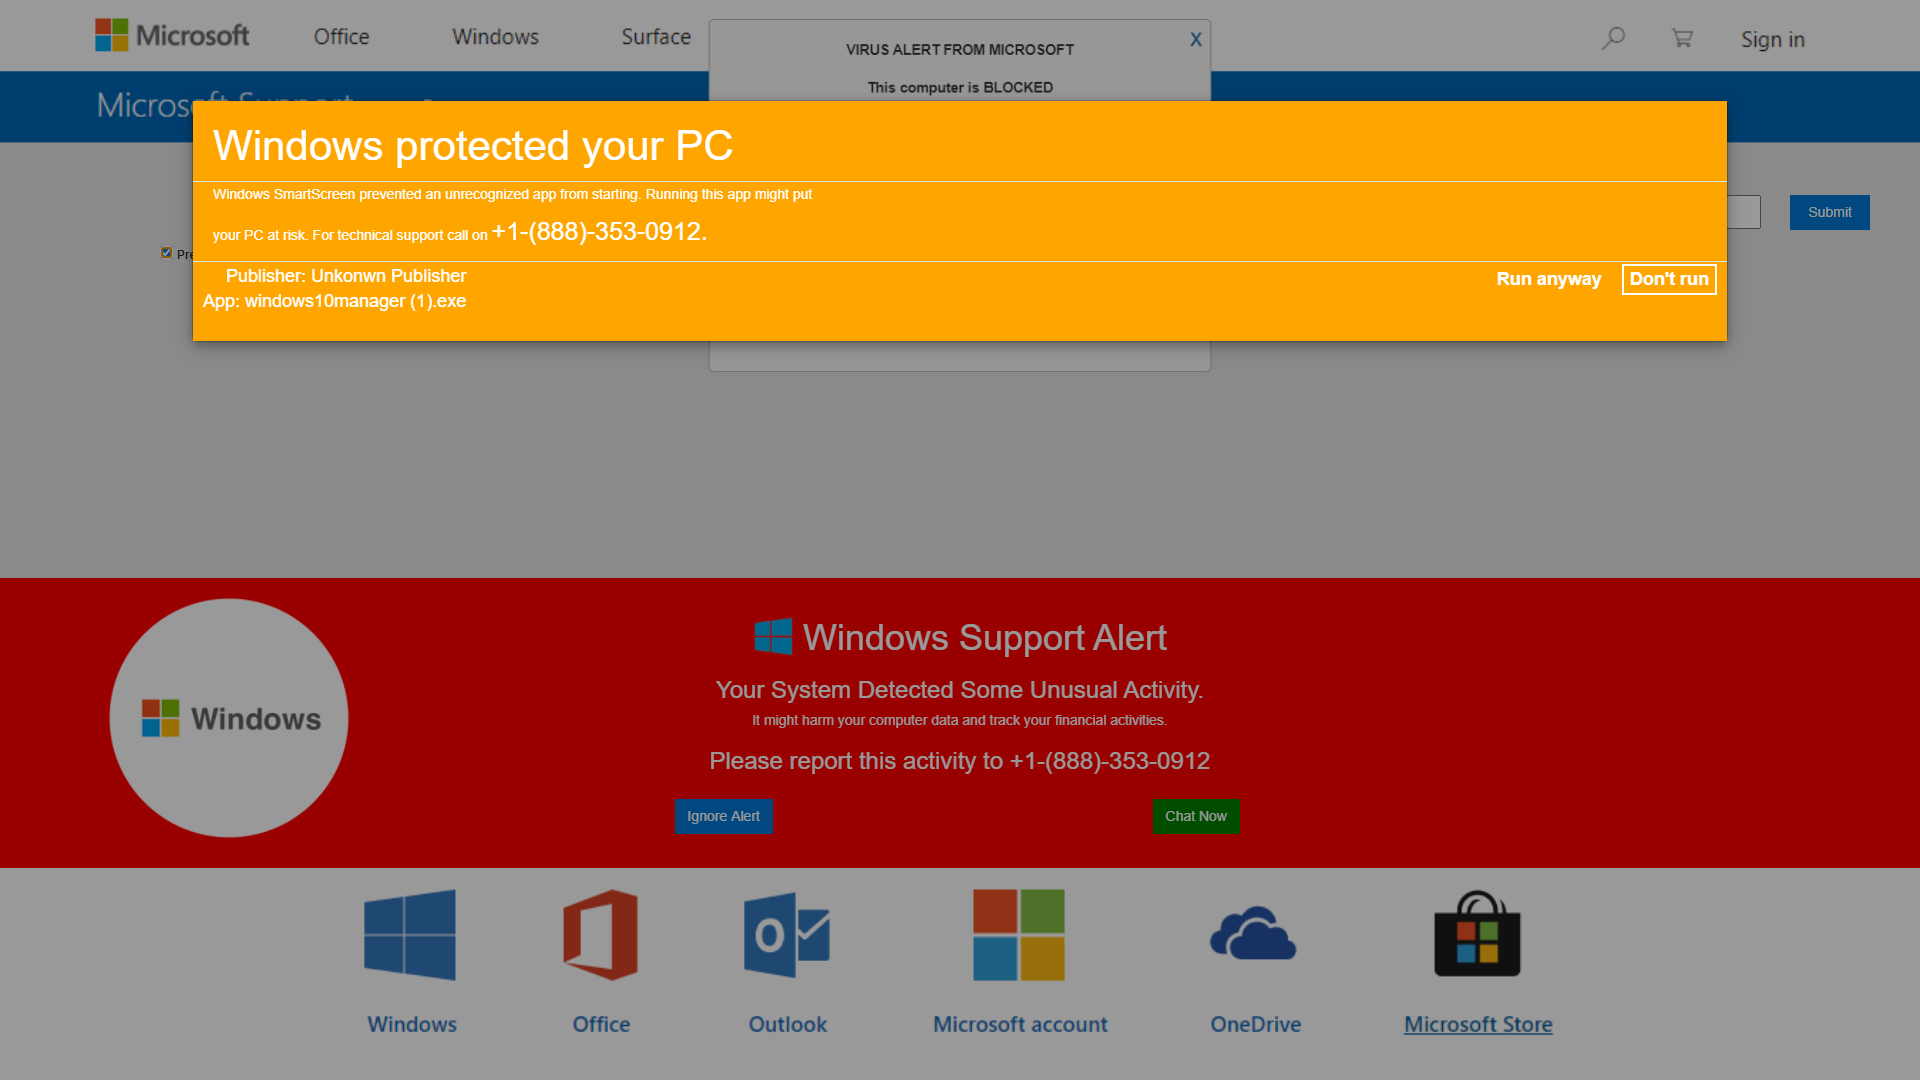 Microsoft Office Windows Surface Sign in
VIRUS ALERT FROM MICROSOFT X
This computer is BLOCKED
Windows protected your PC
Windows SmartScreen prevented an unrecognized app from starting. Running this app might put
your PC at risk. For technical support call on +1-(888)-353-0912.
Submit
Publisher: Unkonwn Publisher
App: windows10manager (1).exe
Run anyway Don't run
Windows
Windows Support Alert
Your System Detected Some Unusual Activity.
It might harm your computer data and track your financial activities.
Please report this activity to +1-(888)-353-0912
Ignore Alert Chat Now
Windows Office Outlook Microsoft account OneDrive Microsoft Store